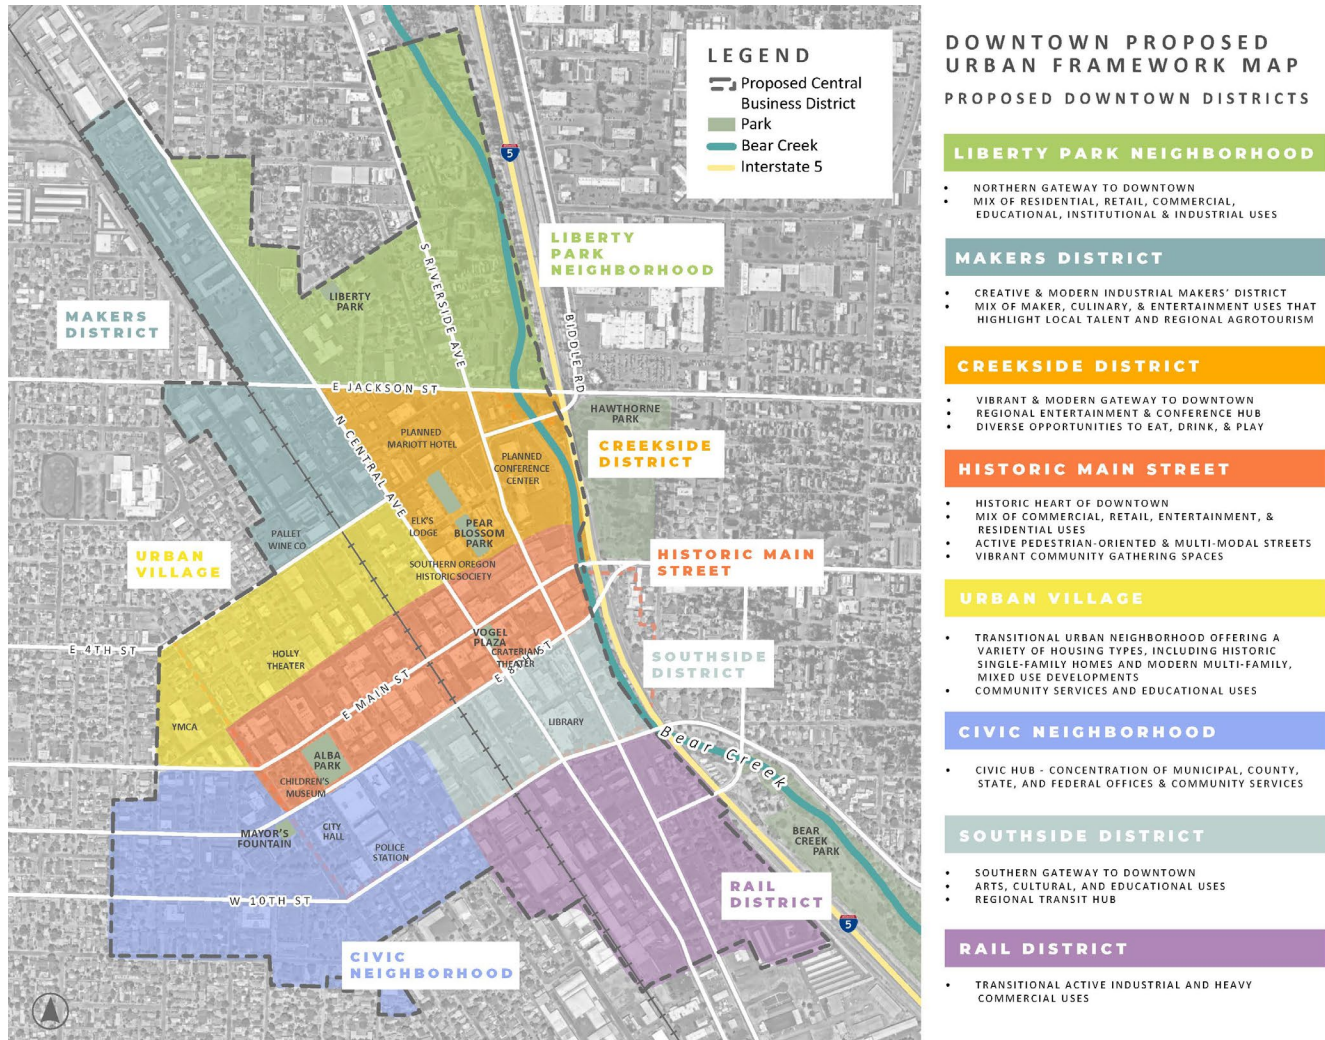 LEGEND
Proposed Central
Business District
Park
Bear Creek
Interstate 5
5
LIBERTY
PARK
NEIGHBORHOOD
S RIVERSIDE AVE
BIDDLE RD
LIBERTY
PARK
MAKERS
DISTRICT
E JACKSON ST
N CENTRAL AVE
HAWTHORNE
PARK
PLANNED
MARIOTT HOTEL
CREEKSIDE
DISTRICT
PLANNED
CONFERENCE
CENTER
ELK'S
LODGE
PEAR
BLOSSOM
PARK
PALLET
WINE CO
URBAN
VILLAGE
SOUTHERN OREGON
HISTORIC SOCIETY
HISTORIC MAIN
STREET
VOGEL
PLAZA
CRATERIAN
THEATER
E 4TH ST
HOLLY
THEATER
E 8TH ST
SOUTHSIDE
DISTRICT
E MAIN ST
YMCA
LIBRARY
Bear Creek
ALBA
PARK
CHILDREN'S
MUSEUM
MAYOR'S
FOUNTAIN
CITY
HALL
POLICE
STATION
BEAR
CREEK
PARK
RAIL
DISTRICT
W 10TH ST
5
CIVIC
NEIGHBORHOOD
DOWNTOWN PROPOSED
URBAN FRAMEWORK MAP
PROPOSED DOWNTOWN DISTRICTS
LIBERTY PARK NEIGHBORHOOD
• NORTHERN GATEWAY TO DOWNTOWN
• MIX OF RESIDENTIAL, RETAIL, COMMERCIAL,
EDUCATIONAL, INSTITUTIONAL & INDUSTRIAL USES
MAKERS DISTRICT
• CREATIVE & MODERN INDUSTRIAL MAKERS' DISTRICT
• MIX OF MAKER, CULINARY, & ENTERTAINMENT USES THAT
HIGHLIGHT LOCAL TALENT AND REGIONAL AGROTOURISM
CREEKSIDE DISTRICT
• VIBRANT & MODERN GATEWAY TO DOWNTOWN
• REGIONAL ENTERTAINMENT & CONFERENCE HUB
• DIVERSE OPPORTUNITIES TO EAT, DRINK, & PLAY
HISTORIC MAIN STREET
• HISTORIC HEART OF DOWNTOWN
• MIX OF COMMERCIAL, RETAIL, ENTERTAINMENT, &
RESIDENTIAL USES
• ACTIVE PEDESTRIAN-ORIENTED & MULTI-MODAL STREETS
• VIBRANT COMMUNITY GATHERING SPACES
URBAN VILLAGE
• TRANSITIONAL URBAN NEIGHBORHOOD OFFERING A
VARIETY OF HOUSING TYPES, INCLUDING HISTORIC
SINGLE-FAMILY HOMES AND MODERN MULTI-FAMILY,
MIXED USE DEVELOPMENTS
• COMMUNITY SERVICES AND EDUCATIONAL USES
CIVIC NEIGHBORHOOD
• CIVIC HUB - CONCENTRATION OF MUNICIPAL, COUNTY,
STATE, AND FEDERAL OFFICES & COMMUNITY SERVICES
SOUTHSIDE DISTRICT
• SOUTHERN GATEWAY TO DOWNTOWN
• ARTS, CULTURAL, AND EDUCATIONAL USES
• REGIONAL TRANSIT HUB
RAIL DISTRICT
• TRANSITIONAL ACTIVE INDUSTRIAL AND HEAVY
COMMERCIAL USES